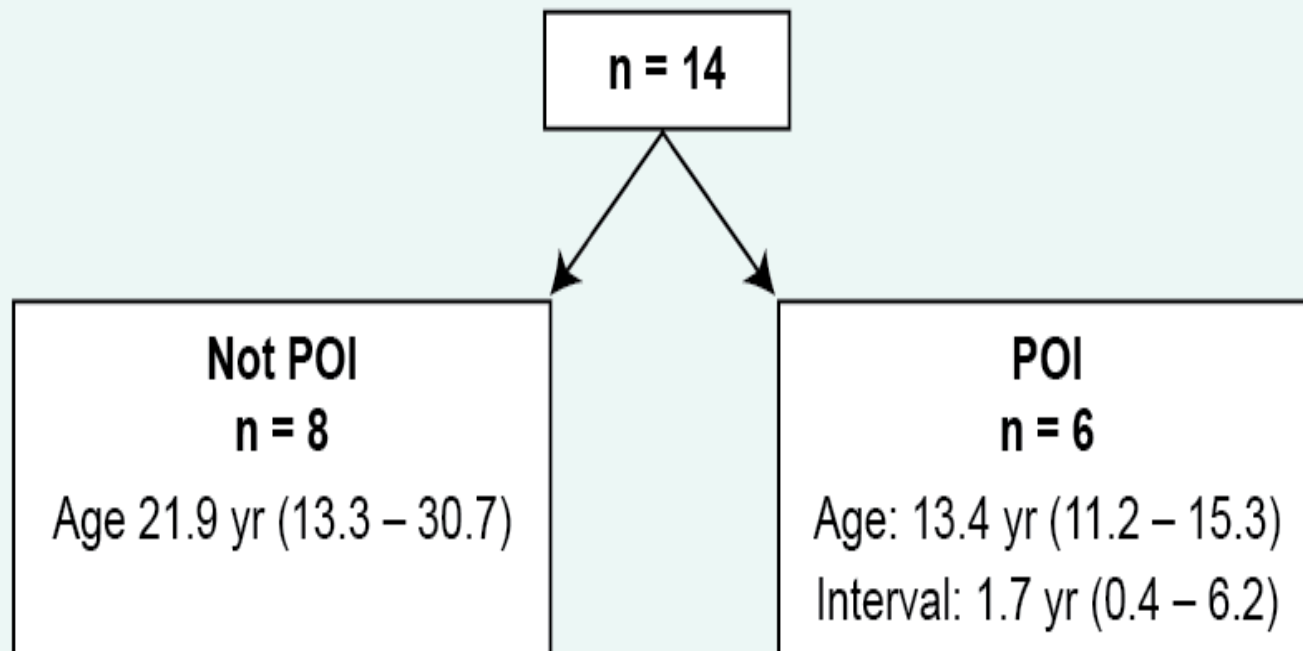 n = 14
Not POI
n = 8
Age 21.9 yr (13.3 – 30.7)
POI
n = 6
Age: 13.4 yr (11.2 – 15.3)
Interval: 1.7 yr (0.4 – 6.2)